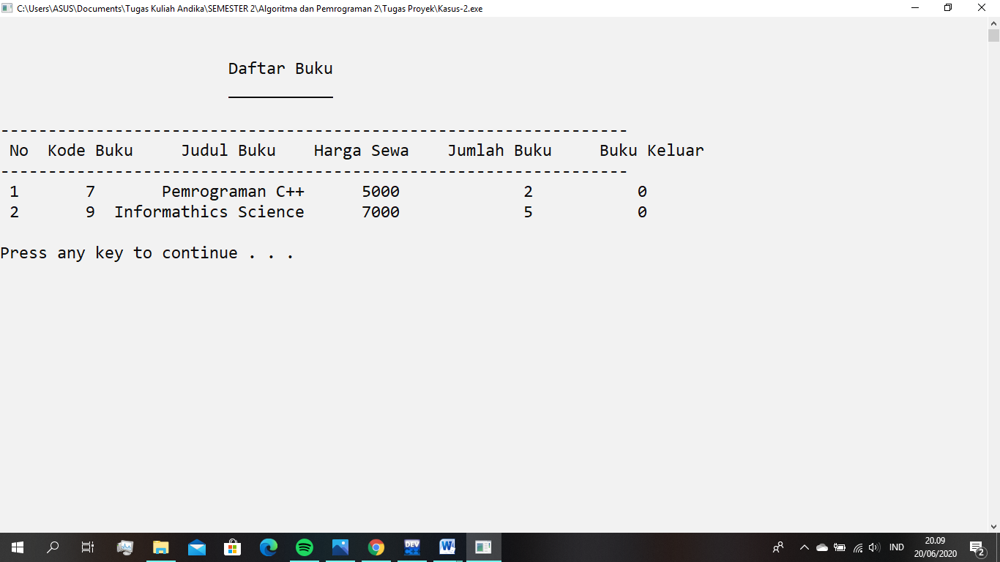 C:\Users\ASUS\Documents\Tugas Kuliah Andika\SEMESTER 2\Algoritma dan Pemrograman 2\Tugas Proyek\Kasus-2.exe
Daftar Buku
___________
------------------------------------------------------------------
No Kode Buku Judul Buku Harga Sewa Jumlah Buku Buku Keluar
------------------------------------------------------------------
1 7 Pemrograman C++ 5000 2 0
2 9 Informathics Science 7000 5 0
Press any key to continue . . .
DEV
W
IND
20.09
20/06/2020
2